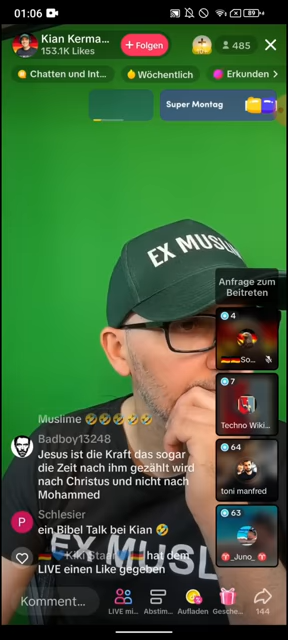 01:06
89
Kian Kerma...
153.1K Likes
+ Folgen
485
Chatten und Int...
Wöchentlich
Erkunden
Super Montag
EX MUSLIM
Anfrage zum
Beitreten
4
So...
7
Techno Wiki...
64
toni manfred
63
_Juno_
Muslime 🤣🤣🤣🤣🤣
Badboy13248
Jesus ist die Kraft das sogar
die Zeit nach ihm gezählt wird
nach Christus und nicht nach
Mohammed
P
Schlesier
ein Bibel Talk bei Kian 🤣
hat dem
LIVE einen Like gegeben
EX MUSLIM
Komment...
LIVE mi...
Abstim...
Aufladen
Gesche...
144